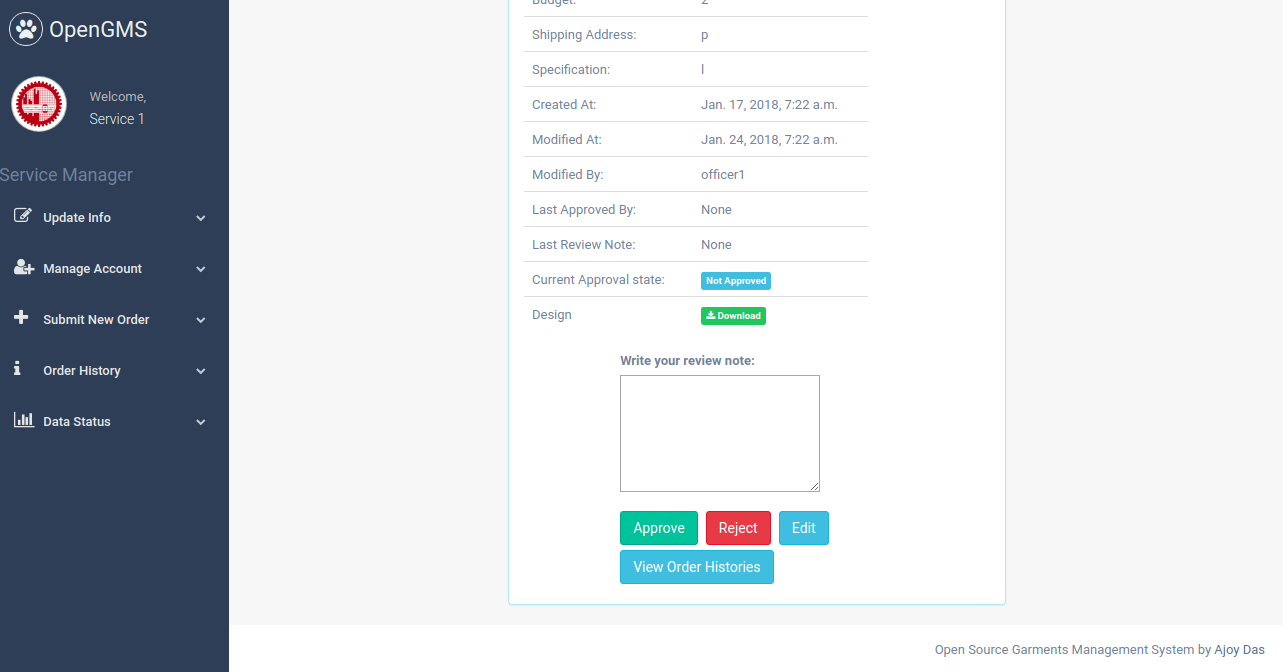 OpenGMS
Welcome,
Service 1
Service Manager
Update Info
Manage Account
Submit New Order
Order History
Data Status
Budget: 2
Shipping Address: p
Specification: l
Created At: Jan. 17, 2018, 7:22 a.m.
Modified At: Jan. 24, 2018, 7:22 a.m.
Modified By: officer1
Last Approved By: None
Last Review Note: None
Current Approval state: Not Approved
Design Download
Write your review note:
Approve Reject Edit
View Order Histories
Open Source Garments Management System by Ajoy Das